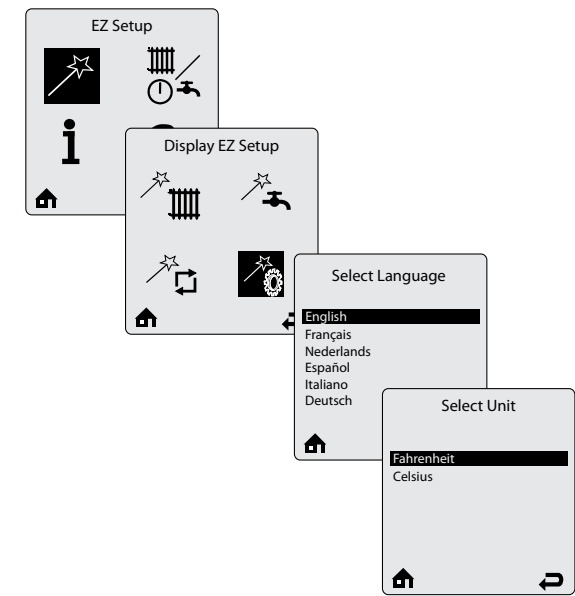 EZ Setup
Display EZ Setup
Select Language
English
Français
Nederlands
Español
Italiano
Deutsch
Select Unit
Fahrenheit
Celsius